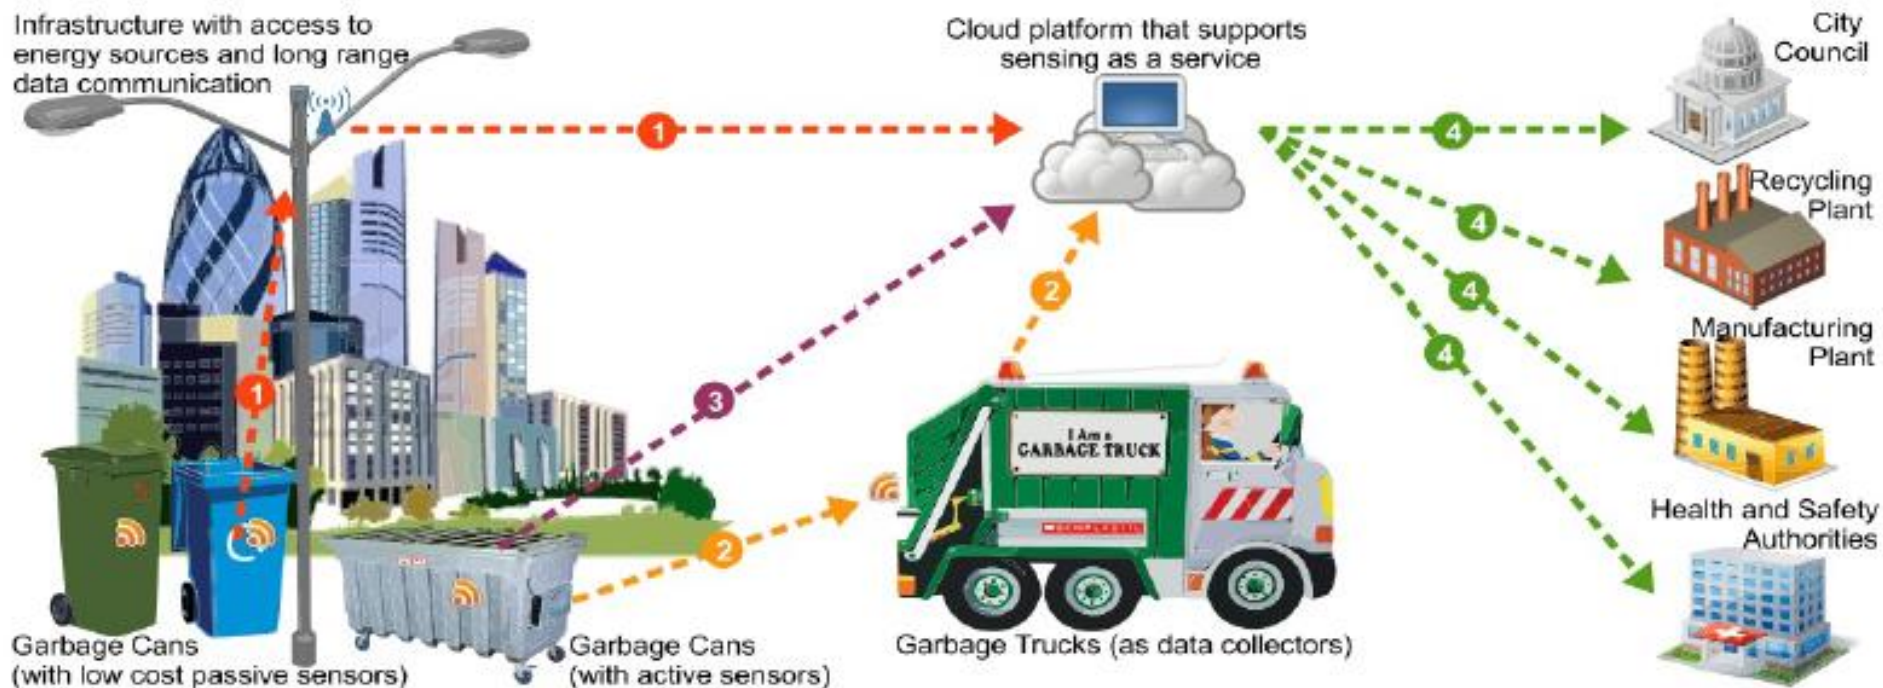 Infrastructure with access to
energy sources and long range
data communication
Cloud platform that supports
sensing as a service
City
Council
1
4
Recycling
Plant
4
2
4
Manufacturing
Plant
4
1
3
I Am a
GARBAGE TRUCK
Health and Safety
Authorities
2
Garbage Cans
(with low cost passive sensors)
Garbage Cans
(with active sensors)
Garbage Trucks (as data collectors)